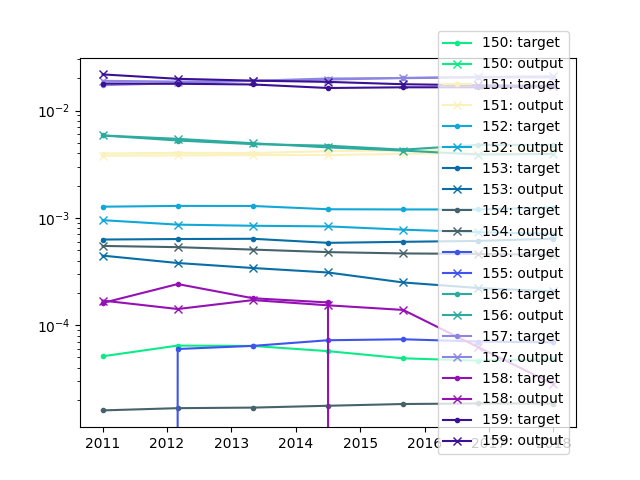 10⁻²
10⁻³
10⁻⁴
2011
2012
2013
2014
2015
2016
2017
2018
150: target
150: output
151: target
151: output
152: target
152: output
153: target
153: output
154: target
154: output
155: target
155: output
156: target
156: output
157: target
157: output
158: target
158: output
159: target
159: output